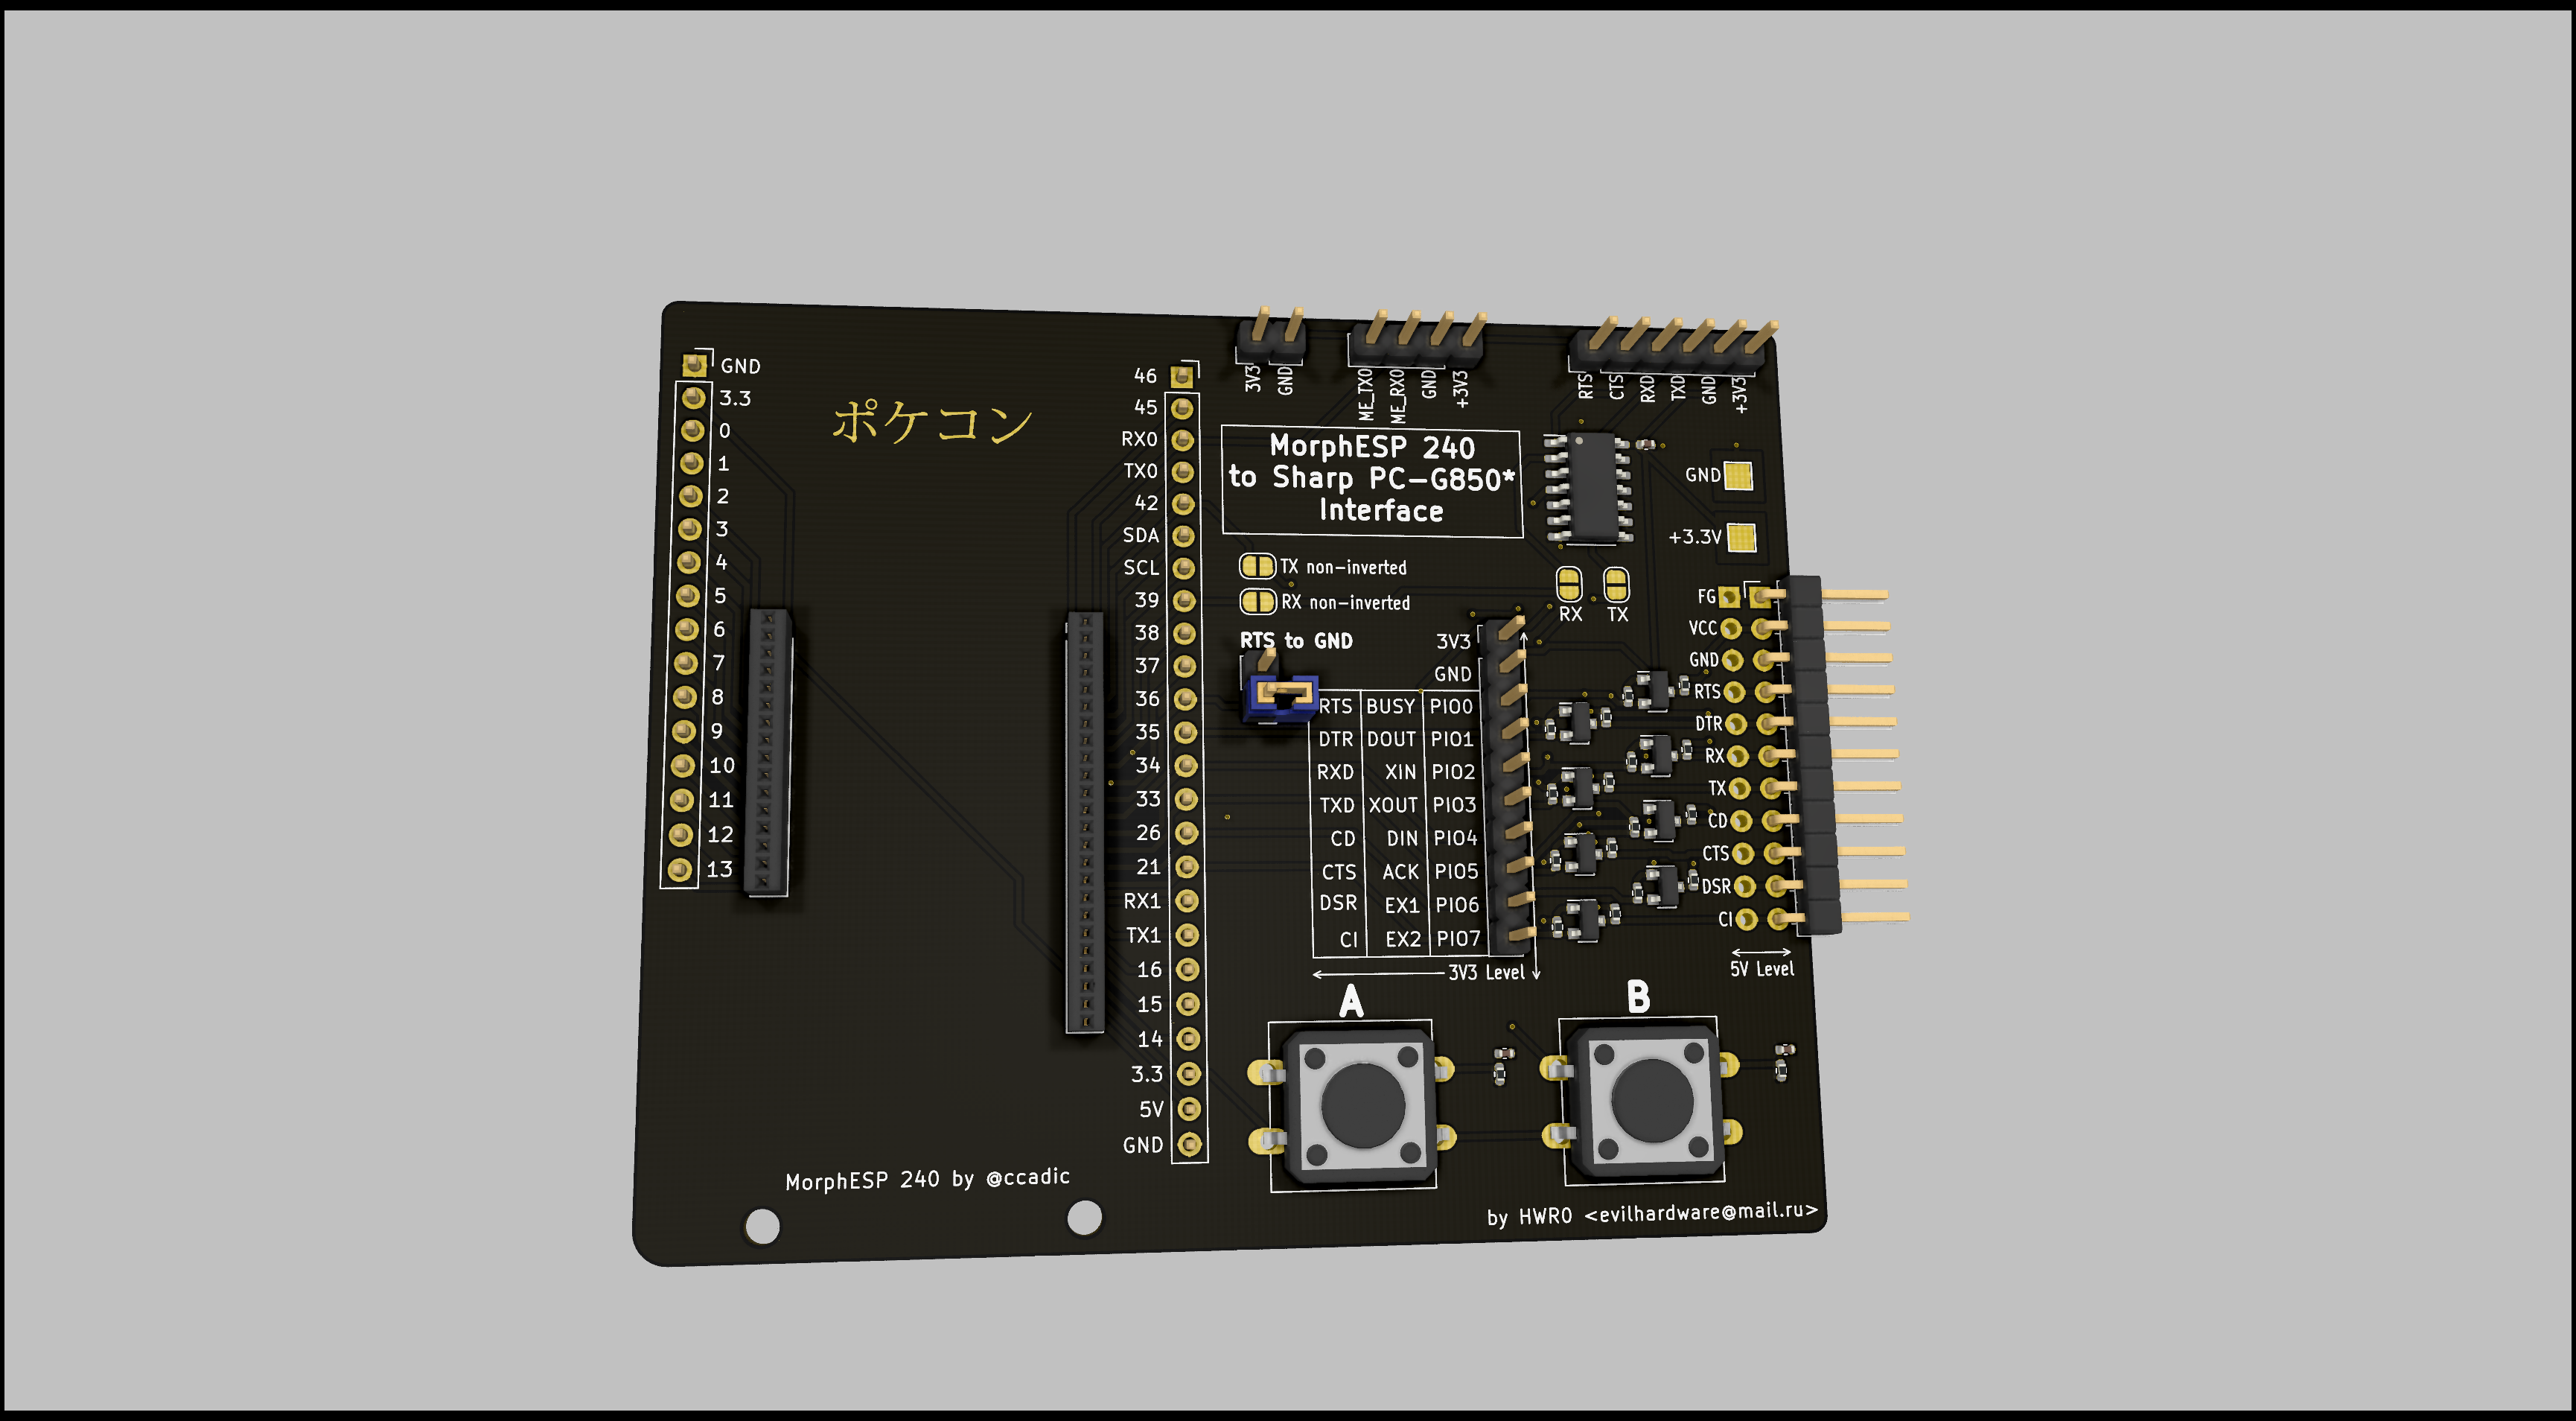 GND
3.3
0
1
2
3
4
5
6
7
8
9
10
11
12
13
ポケコン
46
45
RX0
TX0
42
SDA
SCL
39
38
37
36
35
34
33
26
21
RX1
TX1
16
15
14
3.3
5V
GND
3V3
GND
ME_TX0
ME_RX0
GND
+3V3
RTS
CTS
RXD
TXD
GND
+3V3
MorphESP 240
to Sharp PC-G850*
Interface
GND
+3.3V
TX non-inverted
RX non-inverted
RX
TX
RTS to GND
3V3
GND
RTS BUSY PIO0
DTR DOUT PIO1
RXD XIN PIO2
TXD XOUT PIO3
CD DIN PIO4
CTS ACK PIO5
DSR EX1 PIO6
CI EX2 PIO7
3V3 Level
FG
VCC
GND
RTS
DTR
RX
TX
CD
CTS
DSR
CI
5V Level
A
B
MorphESP 240 by @ccadic
by HWR0 <evilhardware@mail.ru>